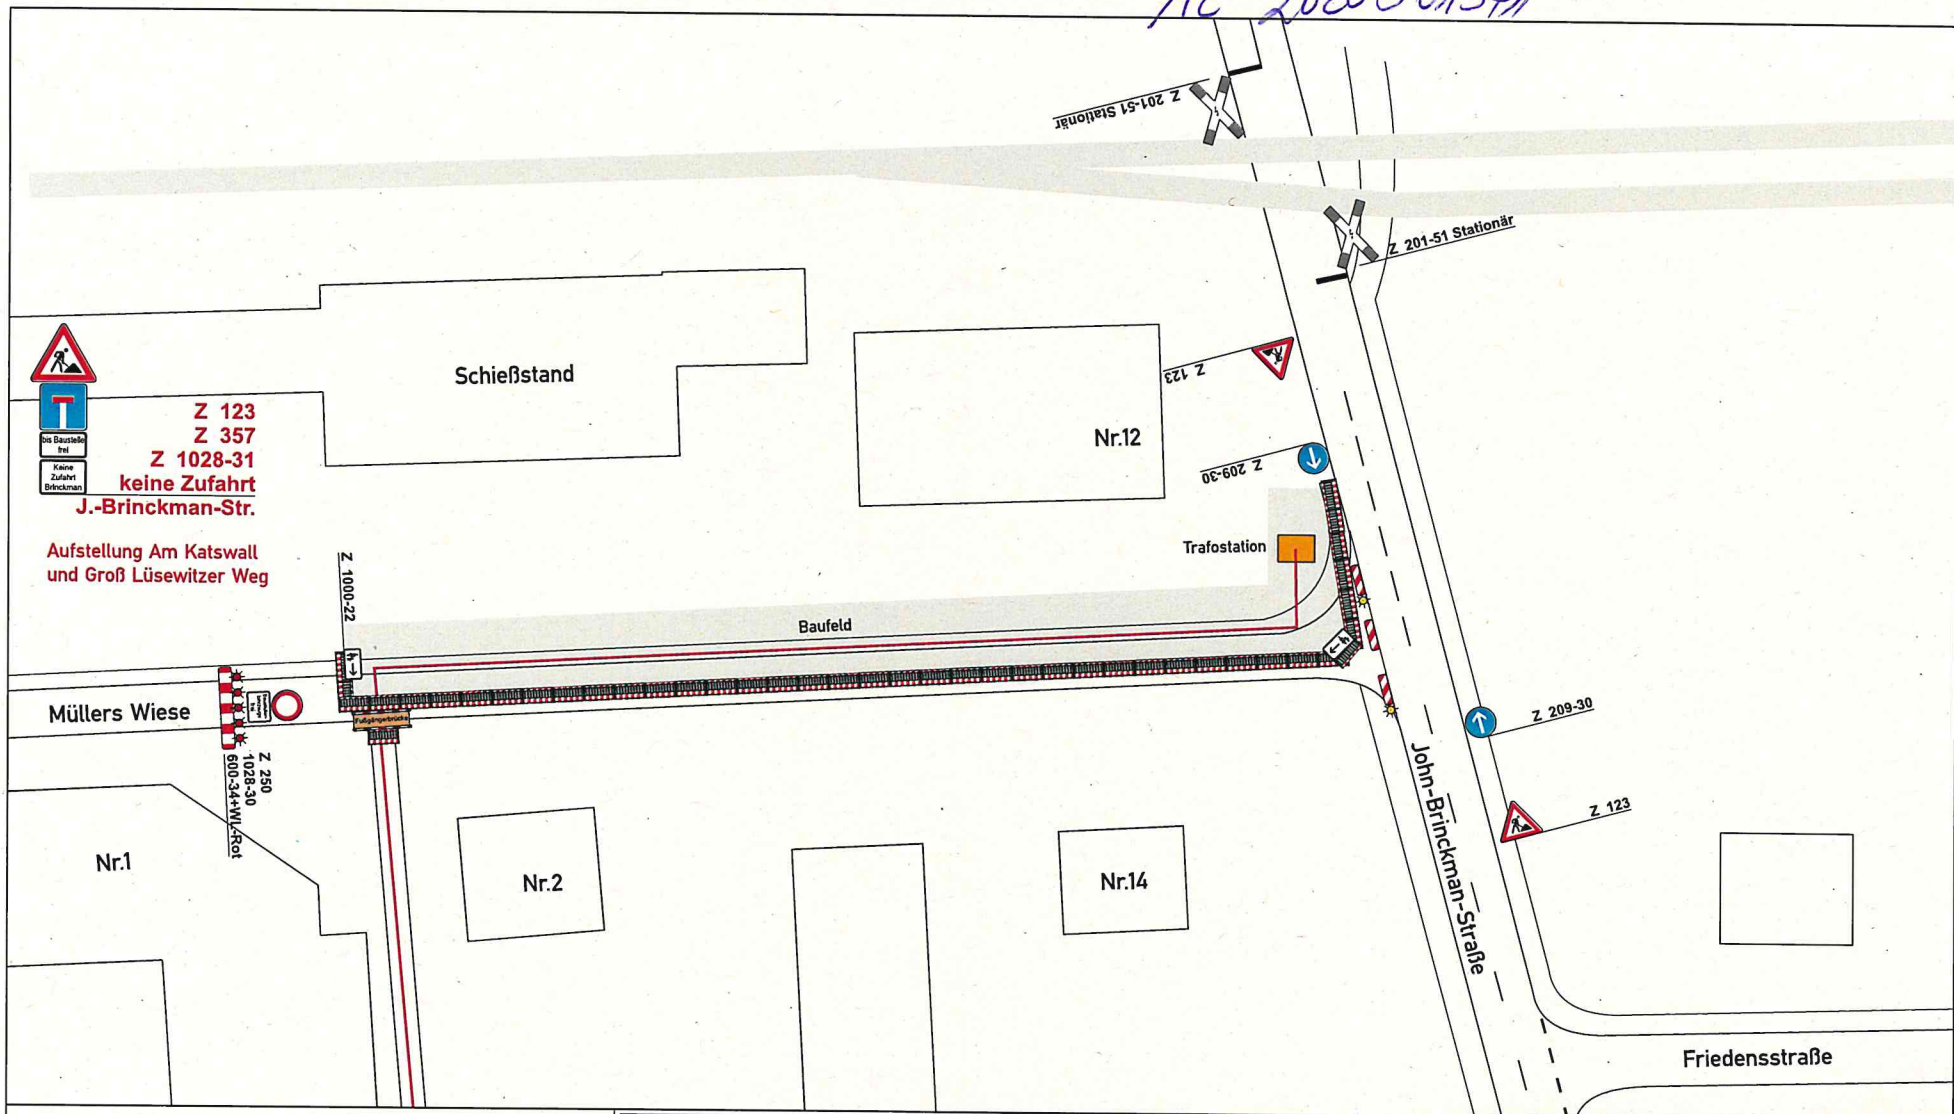 Z 201-51 Stationär
Z 201-51 Stationär
Schießstand
Z 123
Nr.12
bis Baustelle
frei
Keine
Zufahrt
Brinckman
Z 123
Z 357
Z 1028-31
keine Zufahrt
J.-Brinckman-Str.
Z 209-30
Aufstellung Am Katswall
und Groß Lüsewitzer Weg
Trafostation
Z 1000-22
Baufeld
Müllers Wiese
Fußgängerbrücke
Z 250
1028-30
600-34+WL-Rot
Z 209-30
John-Brinckman-Straße
Z 123
Nr.1
Nr.2
Nr.14
Friedensstraße